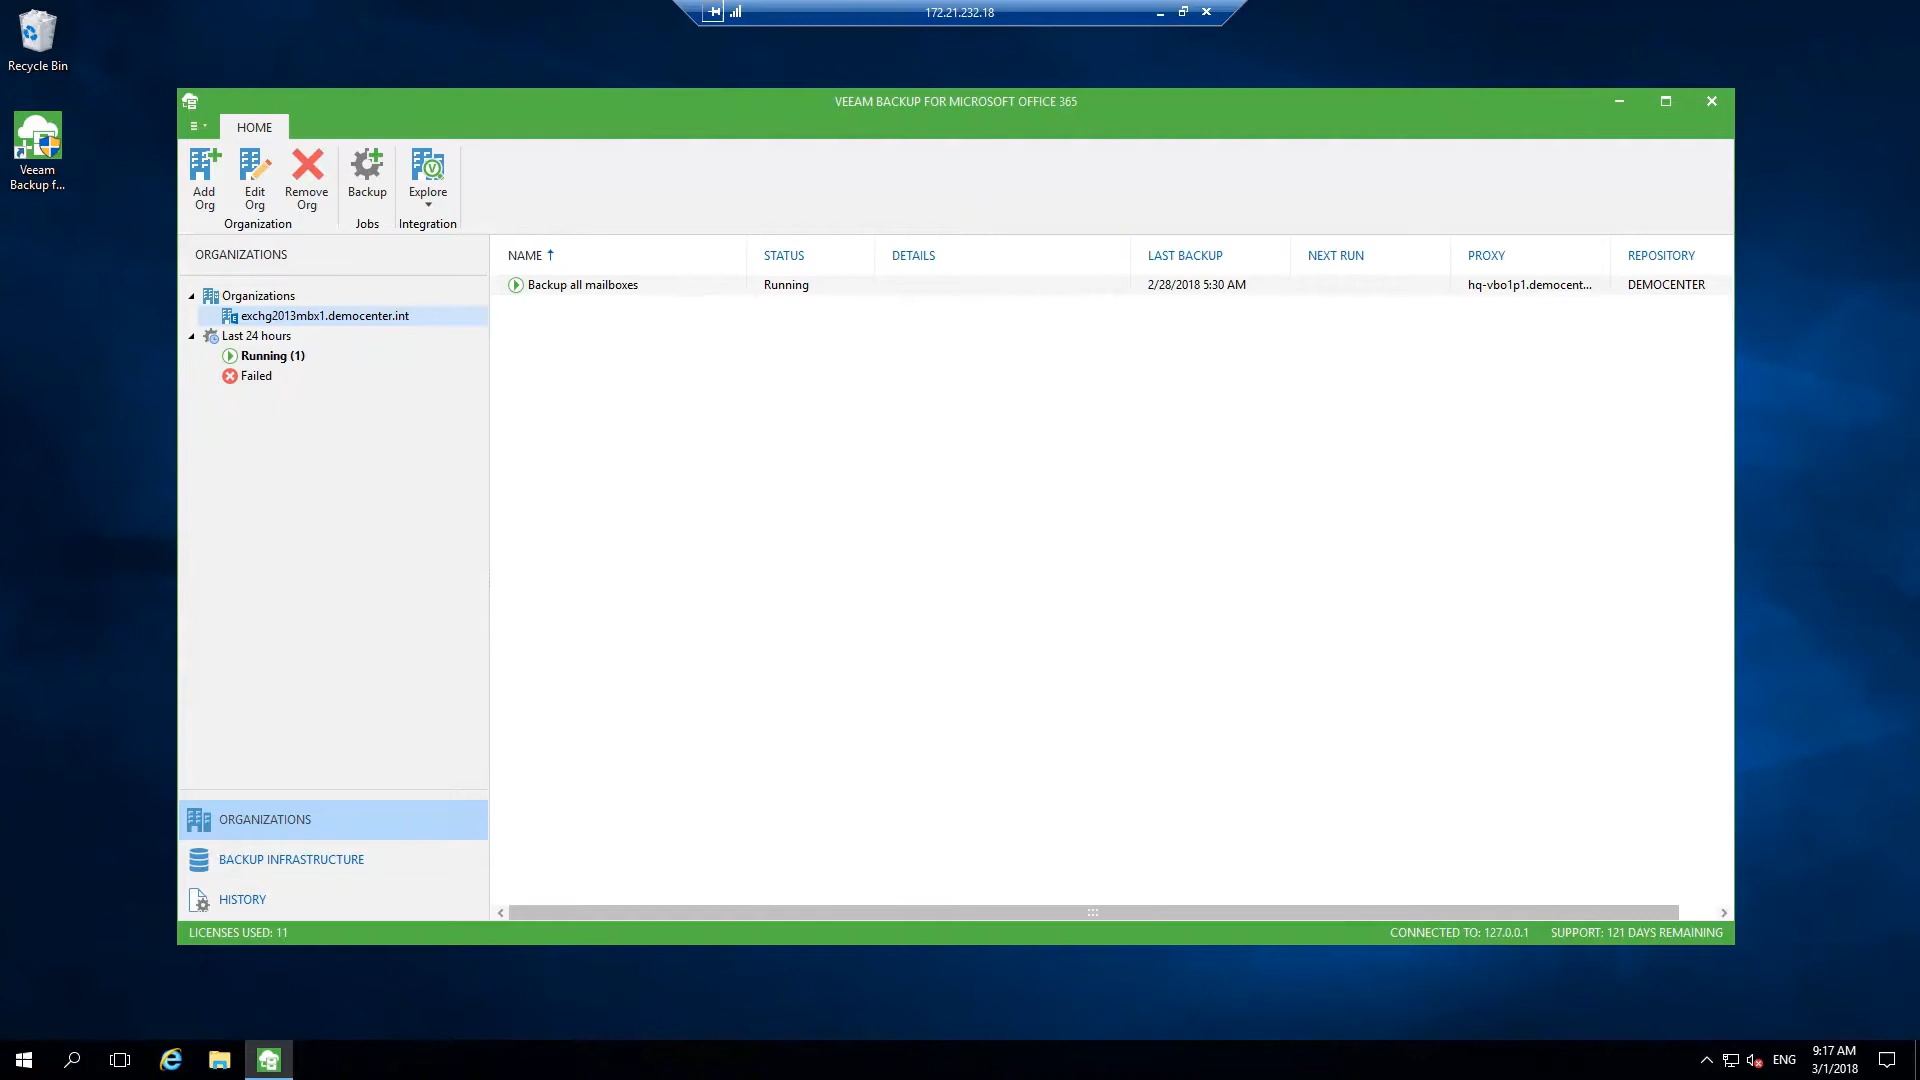 172.21.232.18
Recycle Bin
Veeam
Backup f...
VEEAM BACKUP FOR MICROSOFT OFFICE 365
HOME
Add
Org
Edit
Org
Remove
Org
Backup
Explore
Organization
Jobs
Integration
ORGANIZATIONS
Organizations
exchg2013mbx1.democenter.int
Last 24 hours
Running (1)
Failed
NAME STATUS DETAILS LAST BACKUP NEXT RUN PROXY REPOSITORY
Backup all mailboxes Running 2/28/2018 5:30 AM hq-vbo1p1.democent... DEMOCENTER
ORGANIZATIONS
BACKUP INFRASTRUCTURE
HISTORY
LICENSES USED: 11
CONNECTED TO: 127.0.0.1 SUPPORT: 121 DAYS REMAINING
ENG
9:17 AM
3/1/2018